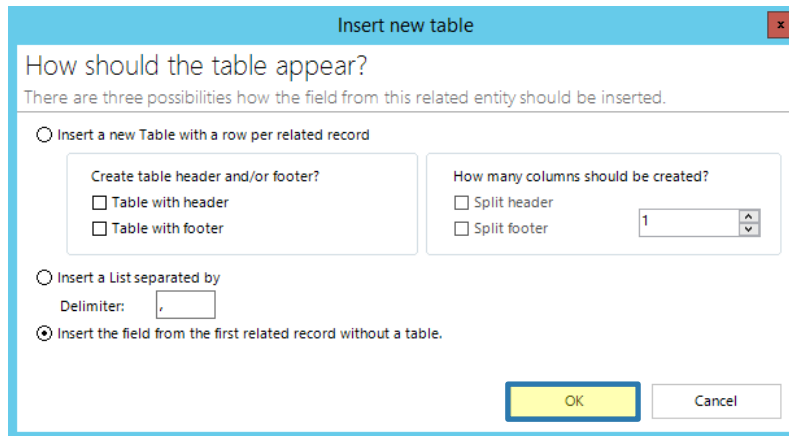 Insert new table
x
How should the table appear?
There are three possibilities how the field from this related entity should be inserted.
Insert a new Table with a row per related record
Create table header and/or footer?
Table with header
Table with footer
How many columns should be created?
Split header
Split footer
1
Insert a List separated by
Delimiter: ,
Insert the field from the first related record without a table.
OK Cancel